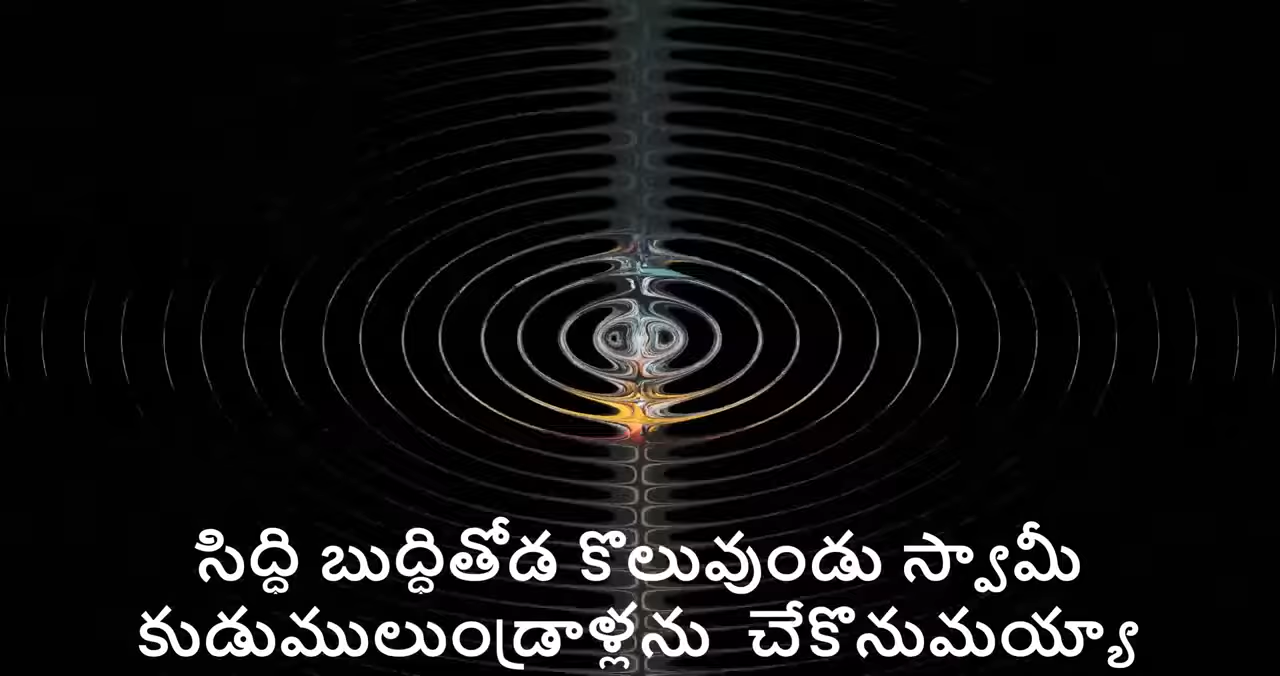 సిద్ధి బుద్ధితోడ కొలువుండు స్వామీ
కుడుములుండ్రాళ్లను చేకొనుమయ్యా